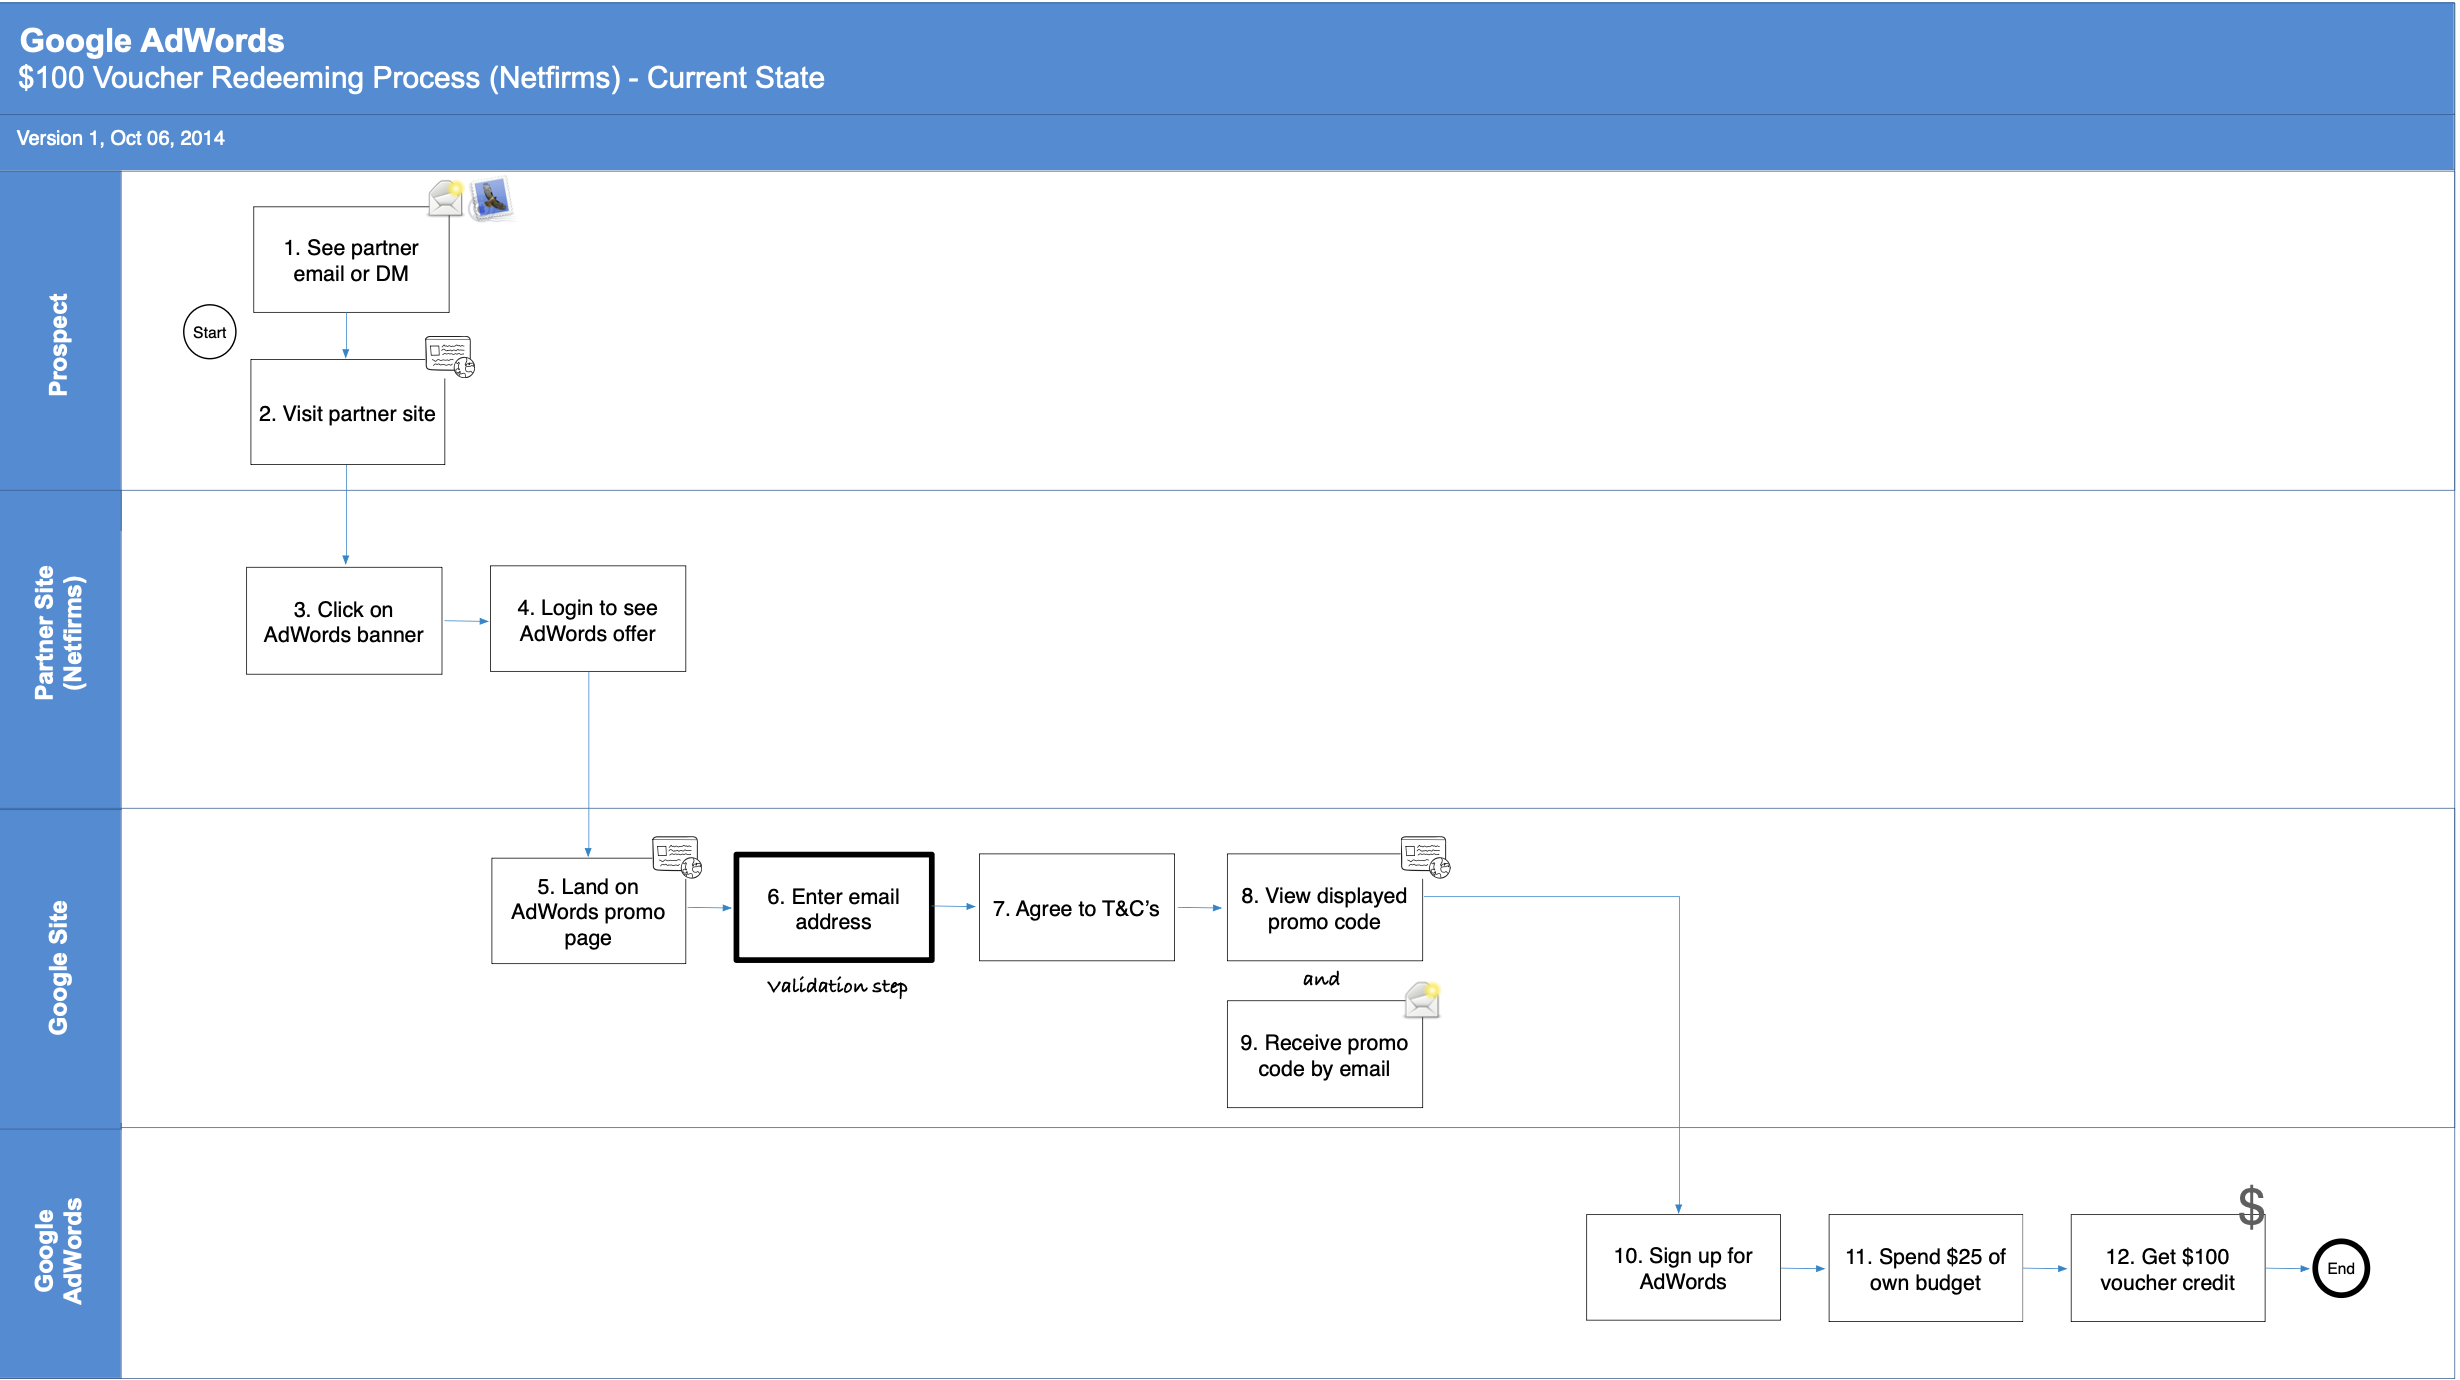 Google AdWords
$100 Voucher Redeeming Process (Netfirms) - Current State
Version 1, Oct 06, 2014
Prospect
Start
1. See partner
email or DM
2. Visit partner site
Partner Site
(Netfirms)
3. Click on
AdWords banner
4. Login to see
AdWords offer
Google Site
5. Land on
AdWords promo
page
6. Enter email
address
Validation step
7. Agree to T&C’s
8. View displayed
promo code
and
9. Receive promo
code by email
Google
AdWords
10. Sign up for
AdWords
11. Spend $25 of
own budget
$
12. Get $100
voucher credit
End